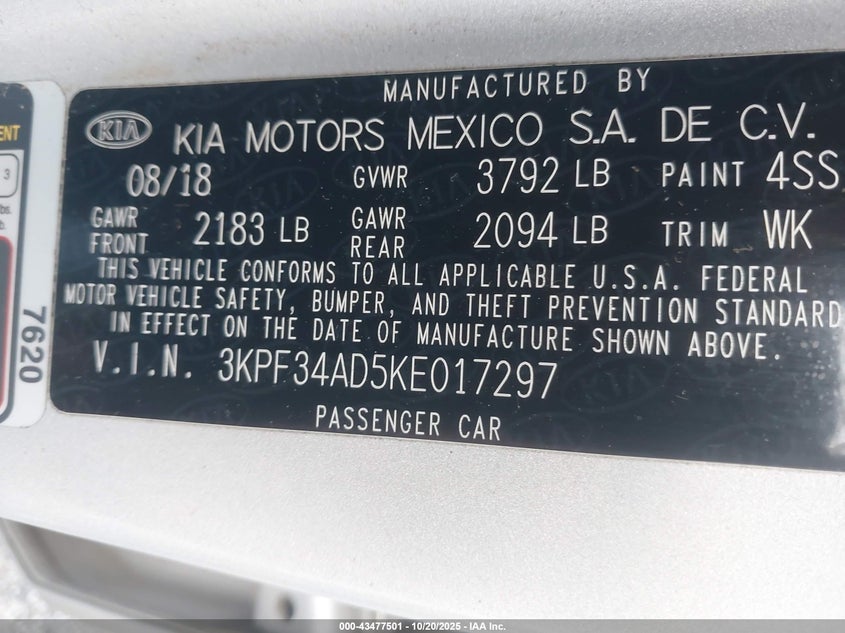 MANUFACTURED BY
KIA KIA MOTORS MEXICO S.A. DE C.V.
08/18 GVWR 3792 LB PAINT 4SS
GAWR FRONT 2183 LB GAWR REAR 2094 LB TRIM WK
THIS VEHICLE CONFORMS TO ALL APPLICABLE U.S.A. FEDERAL
MOTOR VEHICLE SAFETY, BUMPER, AND THEFT PREVENTION STANDARD
IN EFFECT ON THE DATE OF MANUFACTURE SHOWN ABOVE.
V.I.N. 3KPF34AD5KE017297
PASSENGER CAR
ENT
3
lbs.
b.
7620
000-43477501 - 10/20/2025 - IAA Inc.